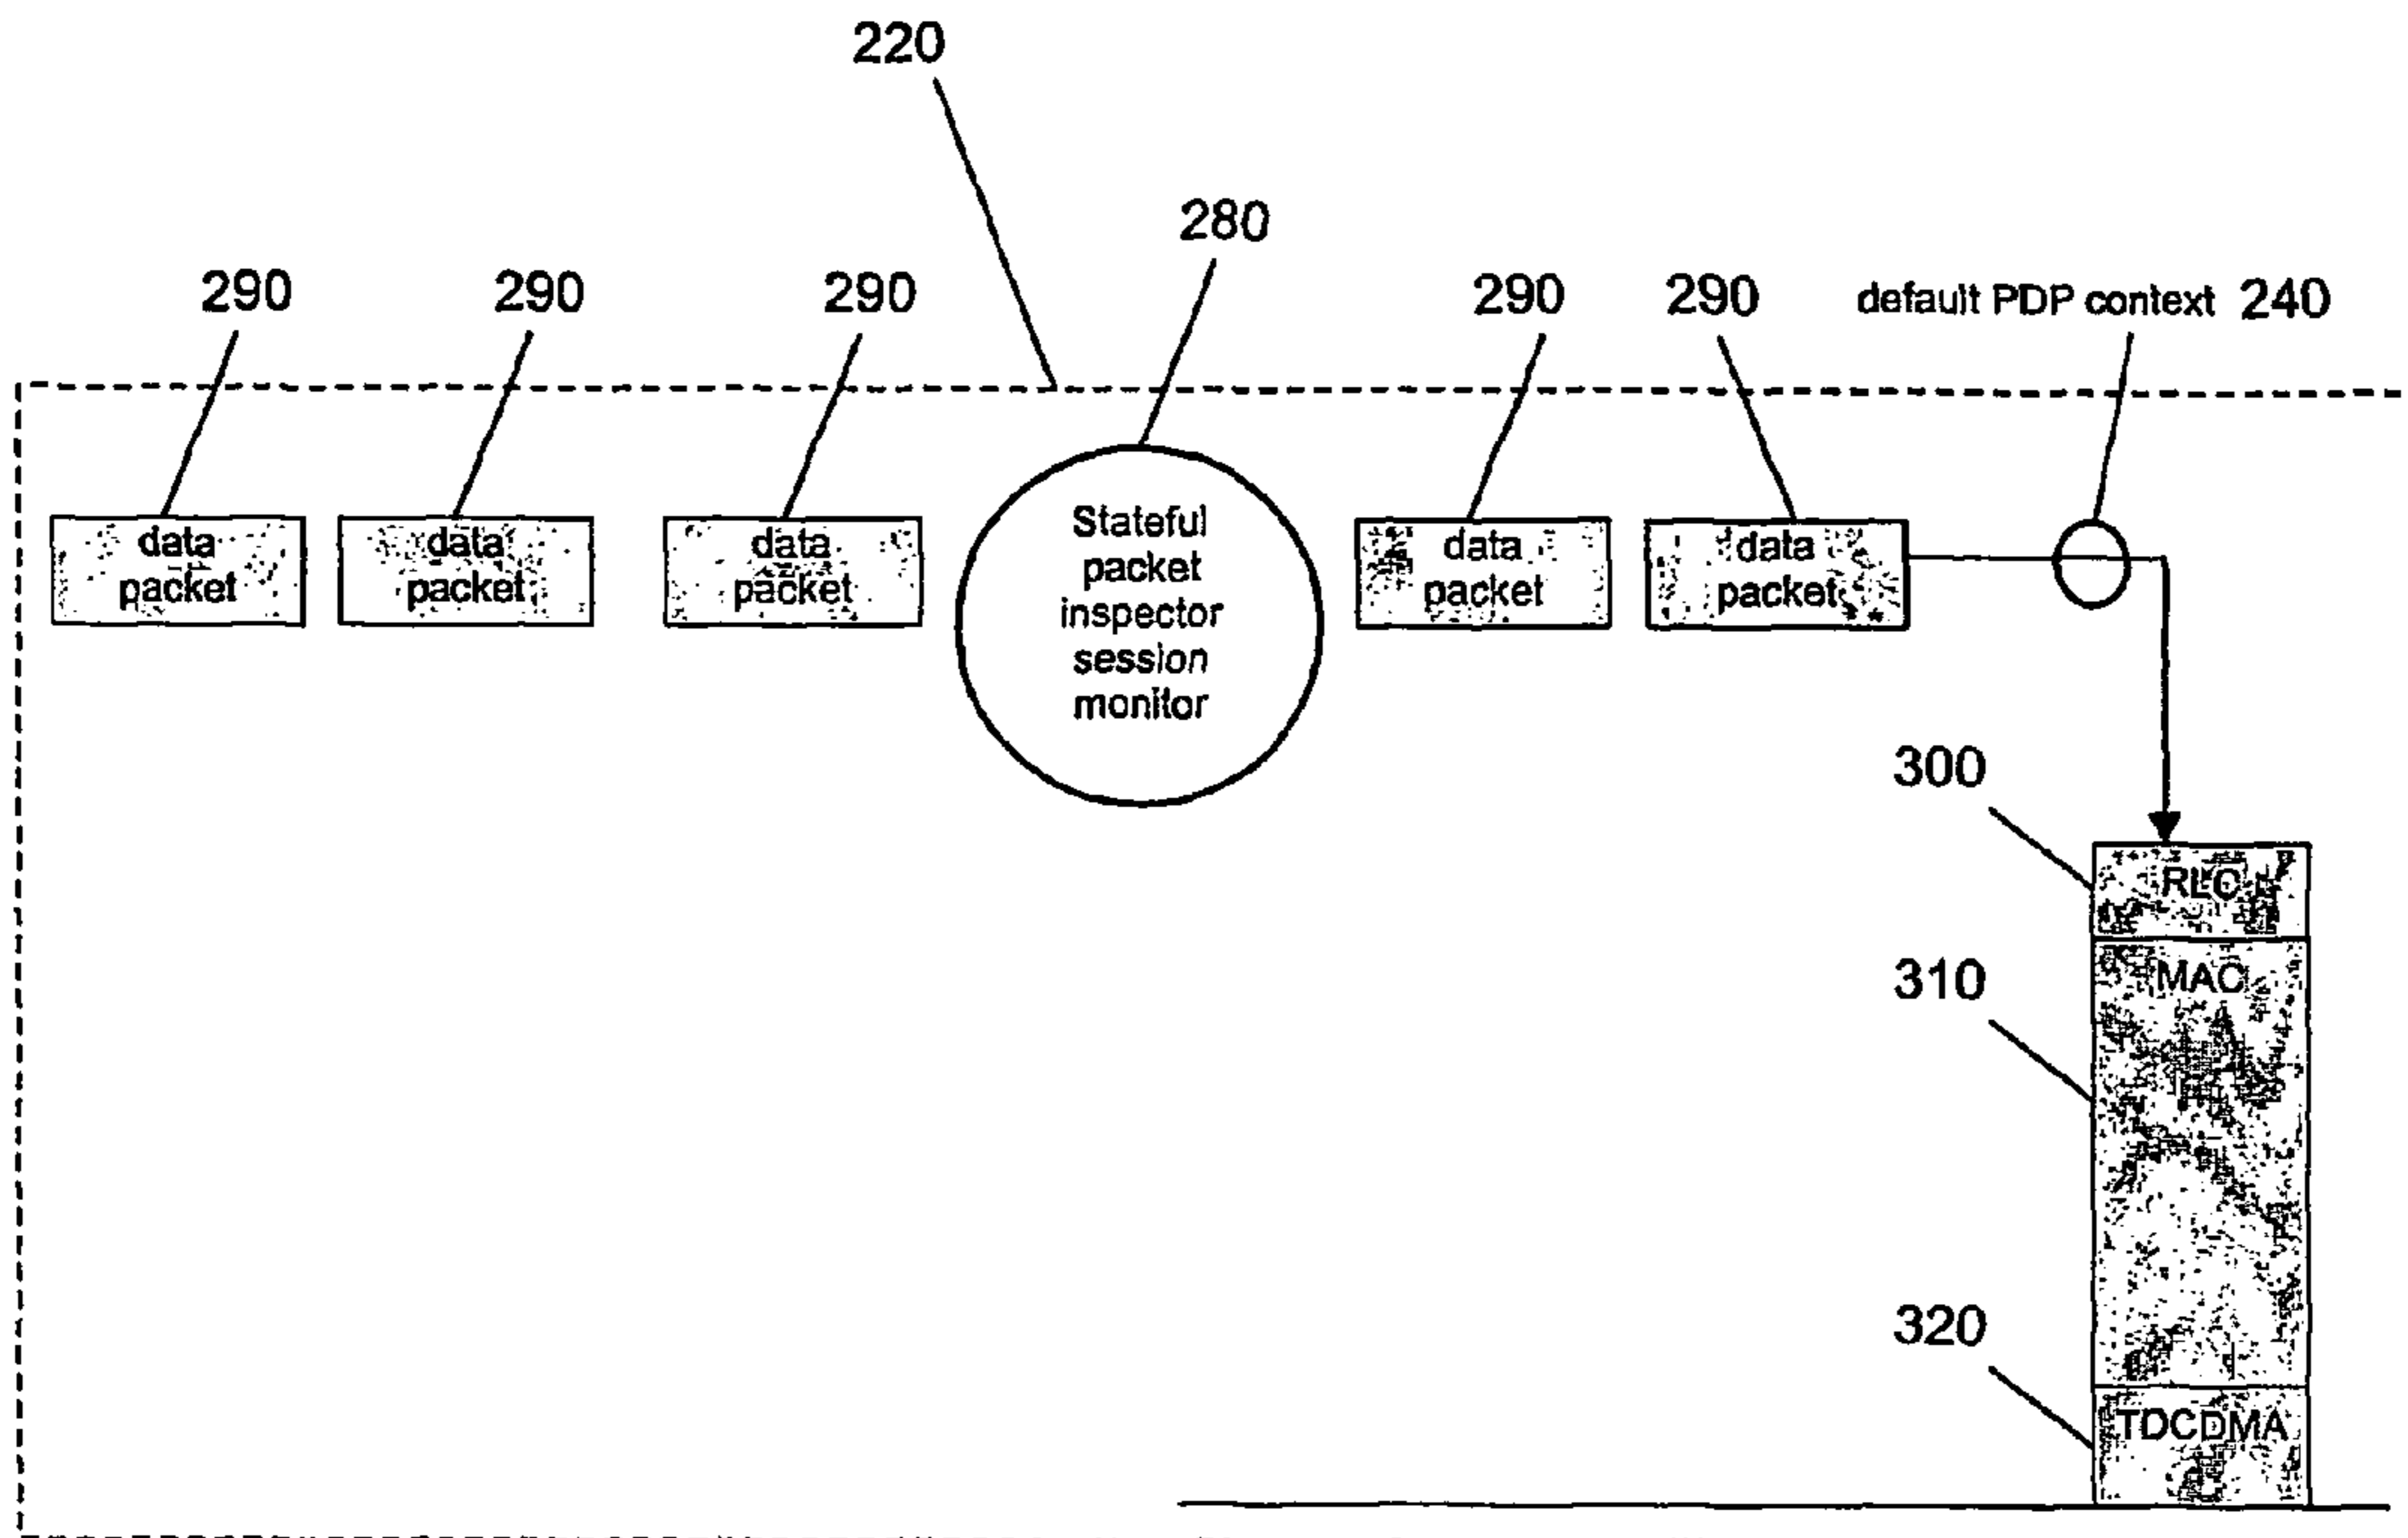 220
280
290
290
290
290
290
default PDP context 240
data
packet
data
packet
data
packet
Stateful
packet
inspector
session
monitor
data
packet
data
packet
300
RLC
310
MAC
320
TDCDMA